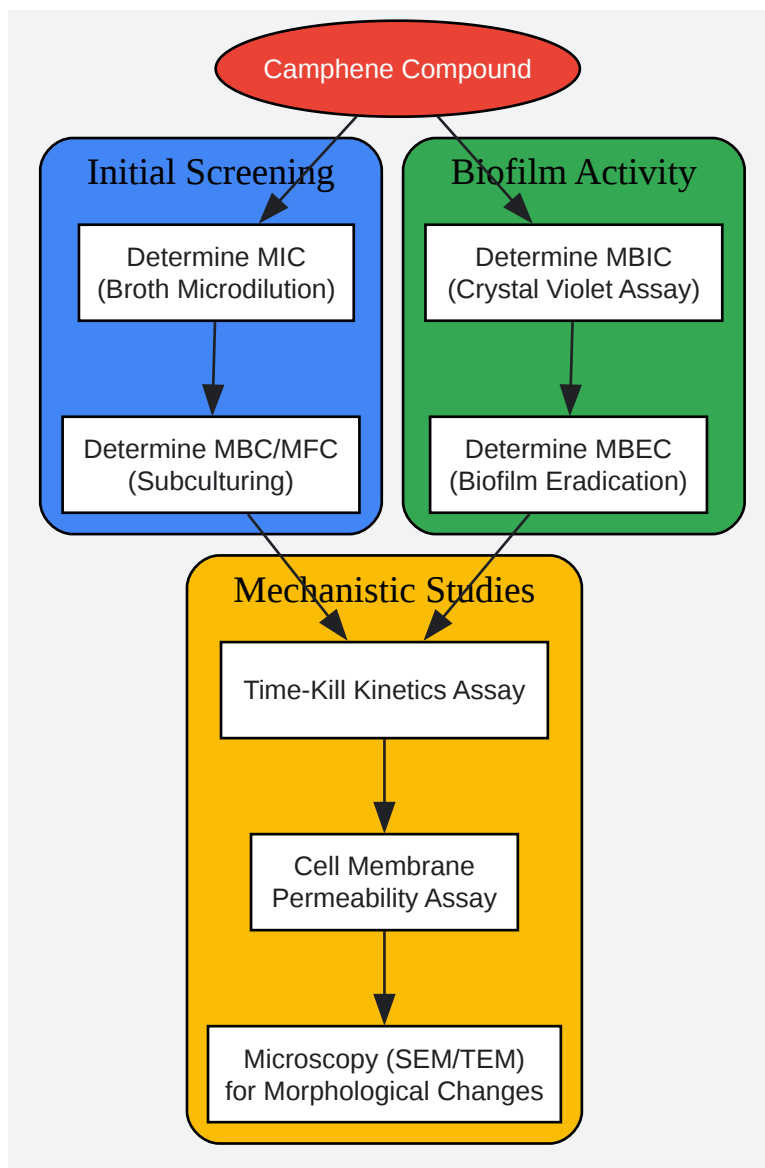 Camphene Compound
Initial Screening
Determine MIC
(Broth Microdilution)
Determine MBC/MFC
(Subculturing)
Biofilm Activity
Determine MBIC
(Crystal Violet Assay)
Determine MBEC
(Biofilm Eradication)
Mechanistic Studies
Time-Kill Kinetics Assay
Cell Membrane
Permeability Assay
Microscopy (SEM/TEM)
for Morphological Changes